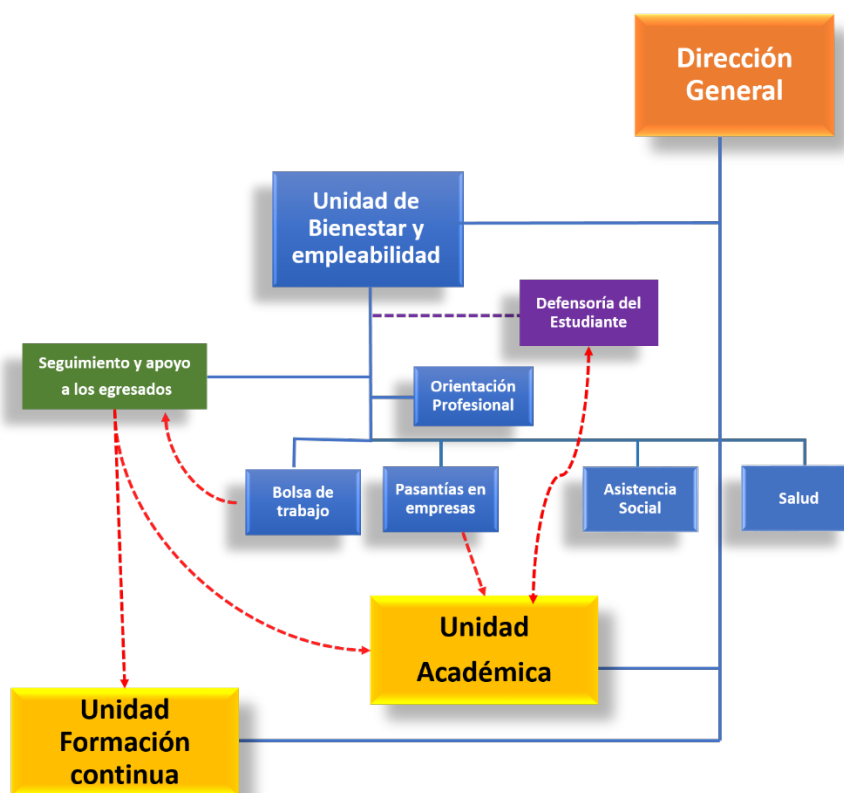 Dirección
General
Unidad de
Bienestar y
empleabilidad
Defensoría del
Estudiante
Seguimiento y apoyo
a los egresados
Orientación
Profesional
Bolsa de
trabajo
Pasantías en
empresas
Asistencia
Social
Salud
Unidad
Académica
Unidad
Formación
continua